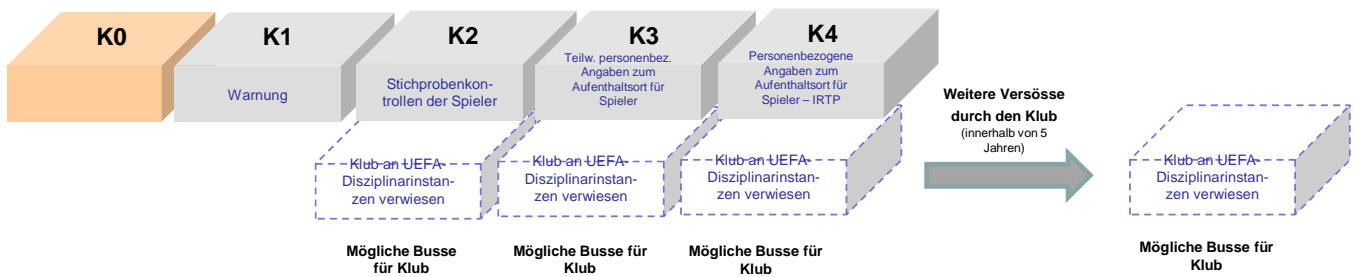 K0
K1
Warnung
K2
Stichprobenkon-
trollen der Spieler
K3
Teilw. personenbez.
Angaben zum
Aufenthaltsort für
Spieler
K4
Personenbezogene
Angaben zum
Aufenthaltsort für
Spieler – IRTP
Klub an UEFA-
Disziplinarinstan-
zen verwiesen
Klub an UEFA-
Disziplinarinstan-
zen verwiesen
Klub an UEFA-
Disziplinarinstan-
zen verwiesen
Weitere Versösse
durch den Klub
(innerhalb von 5
Jahren)
Klub an UEFA-
Disziplinarinstan-
zen verwiesen
Mögliche Busse
für Klub
Mögliche Busse für
Klub
Mögliche Busse für
Klub
Mögliche Busse für
Klub